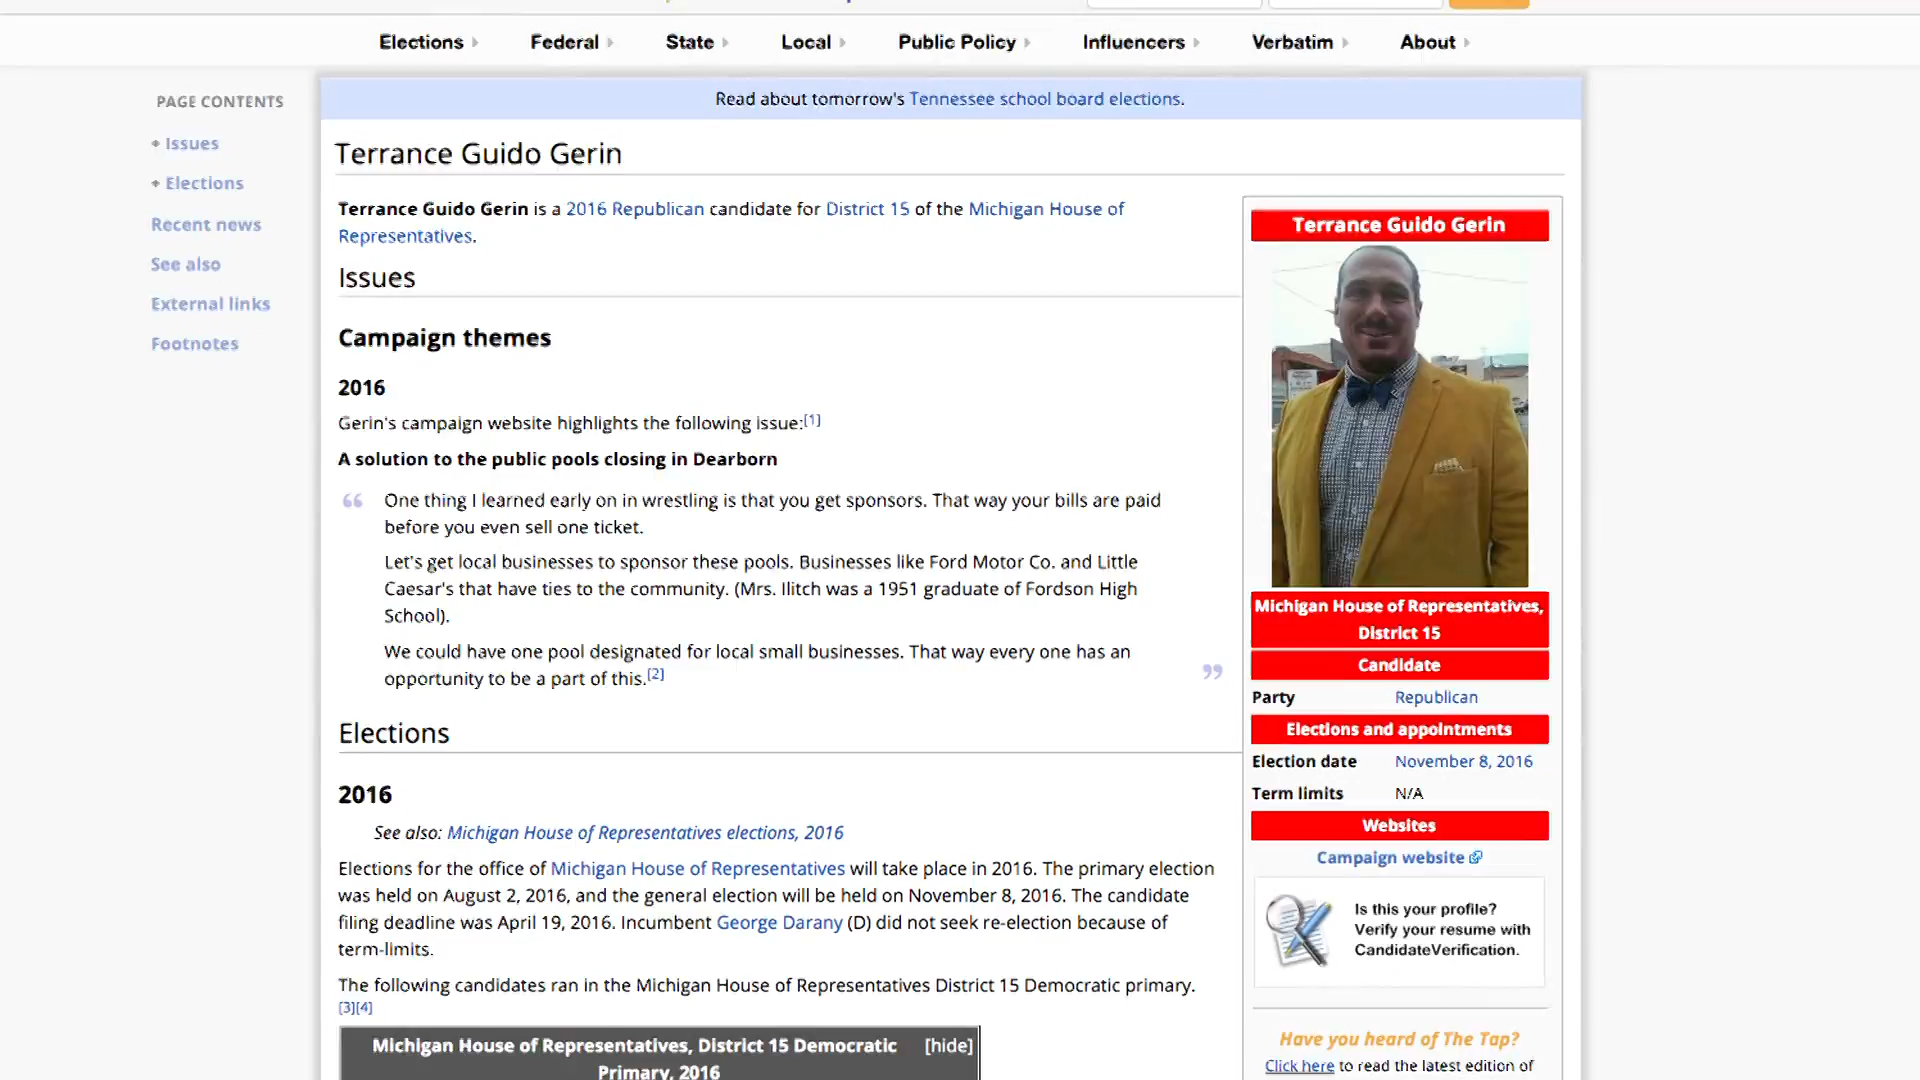 Elections
Federal
State
Local
Public Policy
Influencers
Verbatim
About
PAGE CONTENTS
Issues
Elections
Recent news
See also
External links
Footnotes
Read about tomorrow's Tennessee school board elections.
Terrance Guido Gerin
Terrance Guido Gerin is a 2016 Republican candidate for District 15 of the Michigan House of
Representatives.
Issues
Campaign themes
2016
Gerin's campaign website highlights the following issue:[1]
A solution to the public pools closing in Dearborn
“ One thing I learned early on in wrestling is that you get sponsors. That way your bills are paid
before you even sell one ticket.
Let's get local businesses to sponsor these pools. Businesses like Ford Motor Co. and Little
Caesar's that have ties to the community. (Mrs. Ilitch was a 1951 graduate of Fordson High
School).
We could have one pool designated for local small businesses. That way every one has an
opportunity to be a part of this.[2] ”
Elections
2016
See also: Michigan House of Representatives elections, 2016
Elections for the office of Michigan House of Representatives will take place in 2016. The primary election
was held on August 2, 2016, and the general election will be held on November 8, 2016. The candidate
filing deadline was April 19, 2016. Incumbent George Darany (D) did not seek re-election because of
term-limits.
The following candidates ran in the Michigan House of Representatives District 15 Democratic primary.
[3][4]
Michigan House of Representatives, District 15 Democratic [hide]
Primary, 2016
Terrance Guido Gerin
Michigan House of Representatives,
District 15
Candidate
Party Republican
Elections and appointments
Election date November 8, 2016
Term limits N/A
Websites
Campaign website
Is this your profile?
Verify your resume with
CandidateVerification.
Have you heard of The Tap?
Click here to read the latest edition of